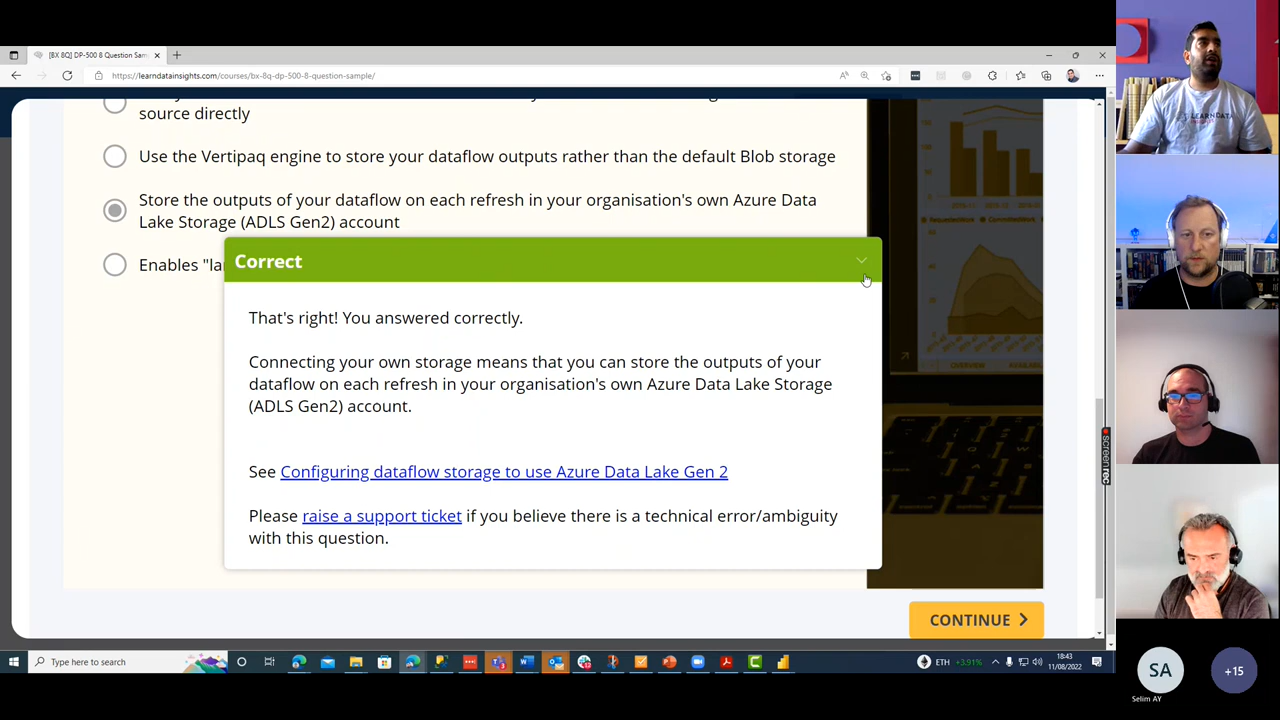 [BX 8Q] DP-500 8 Question Sam
https://learndatainsights.com/courses/bx-8q-dp-500-8-question-sample/
source directly
Use the Vertipaq engine to store your dataflow outputs rather than the default Blob storage
Store the outputs of your dataflow on each refresh in your organisation's own Azure Data
Lake Storage (ADLS Gen2) account
Enables "la
Correct
That's right! You answered correctly.
Connecting your own storage means that you can store the outputs of your
dataflow on each refresh in your organisation's own Azure Data Lake Storage
(ADLS Gen2) account.
See Configuring dataflow storage to use Azure Data Lake Gen 2
Please raise a support ticket if you believe there is a technical error/ambiguity
with this question.
CONTINUE
screenrec
Type here to search
ETH +3.91%
18:43
11/08/2022
LEARN DATA
SA
Selim AY
+15